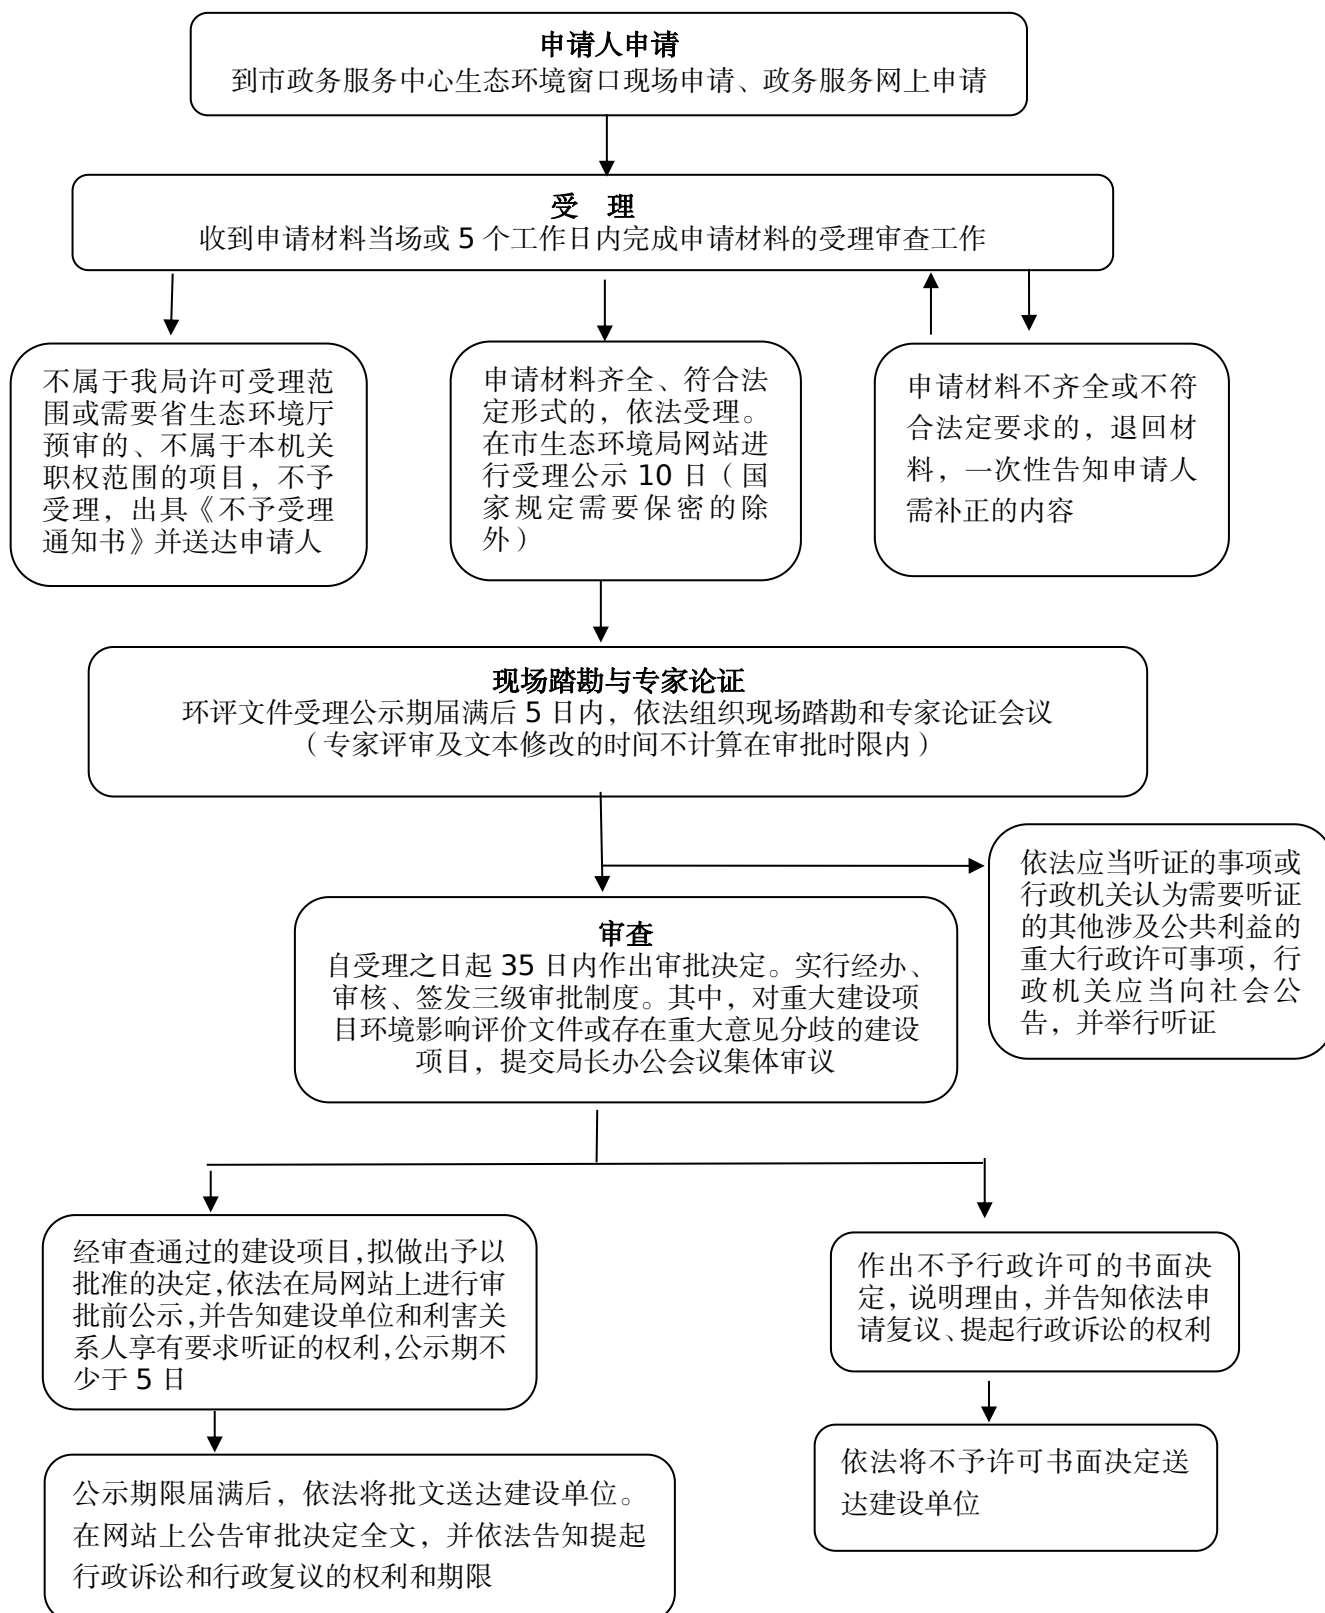 申请人申请
到市政务服务中心生态环境窗口现场申请、政务服务网上申请
受 理
收到申请材料当场或 5 个工作日内完成申请材料的受理审查工作
不属于我局许可受理范
围或需要省生态环境厅
预审的、不属于本机关
职权范围的项目，不予
受理，出具《不予受理
通知书》并送达申请人
申请材料齐全、符合法
定形式的，依法受理。
在市生态环境局网站进
行受理公示 10 日（国
家规定需要保密的除
外）
申请材料不齐全或不符
合法定要求的，退回材
料，一次性告知申请人
需补正的内容
现场踏勘与专家论证
环评文件受理公示期届满后 5 日内，依法组织现场踏勘和专家论证会议
（专家评审及文本修改的时间不计算在审批时限内）
依法应当听证的事项或
行政机关认为需要听证
的其他涉及公共利益的
重大行政许可事项，行
政机关应当向社会公
告，并举行听证
审查
自受理之日起 35 日内作出审批决定。实行经办、
审核、签发三级审批制度。其中，对重大建设项
目环境影响评价文件或存在重大意见分歧的建设
项目，提交局长办公会议集体审议
经审查通过的建设项目,拟做出予以
批准的决定,依法在局网站上进行审
批前公示,并告知建设单位和利害关
系人享有要求听证的权利,公示期不
少于 5 日
作出不予行政许可的书面决
定，说明理由，并告知依法申
请复议、提起行政诉讼的权利
公示期限届满后，依法将批文送达建设单位。
在网站上公告审批决定全文，并依法告知提起
行政诉讼和行政复议的权利和期限
依法将不予许可书面决定送
达建设单位